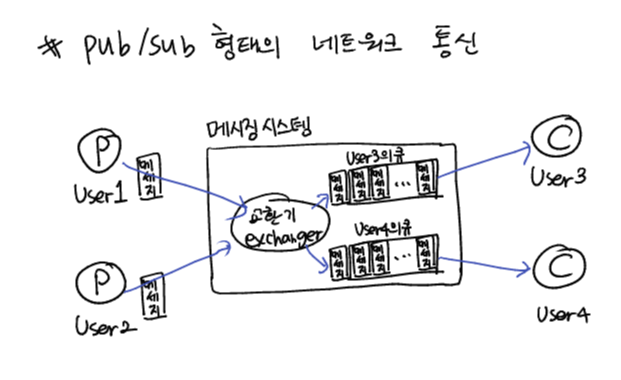 # pub/sub 형태의 네트워크 통신
메시징 시스템
P
User1
메세지
교환기
exchanger
User3의큐
메세지 메세지 메세지 ... 메세지
C
User3
P
User2
메세지
User4의큐
메세지 메세지 메세지 ... 메세지
C
User4